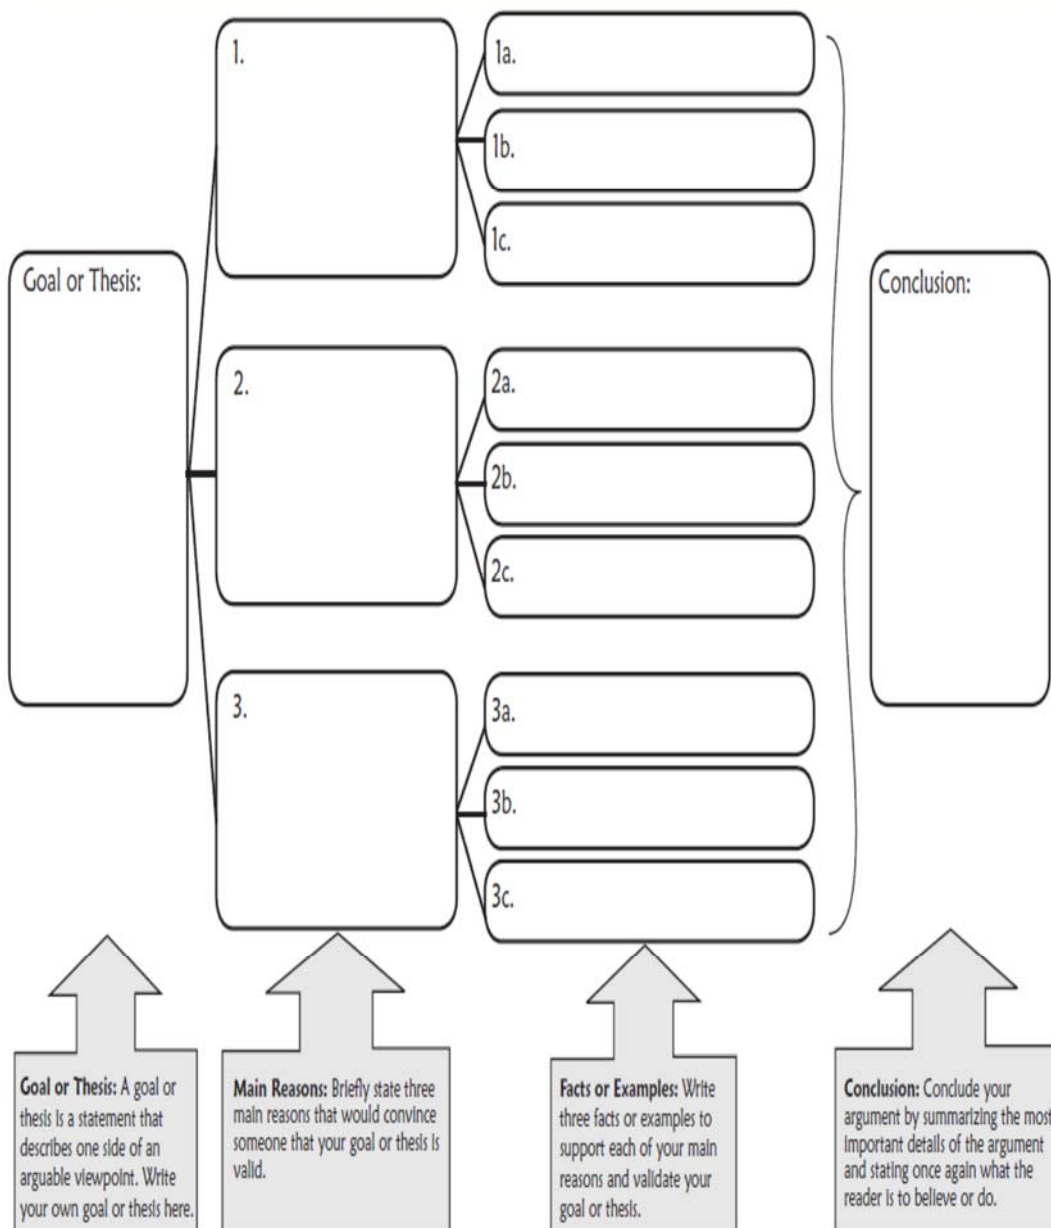 1.
1a.
1b.
1c.
Goal or Thesis:
Conclusion:
2.
2a.
2b.
2c.
3.
3a.
3b.
3c.
Goal or Thesis: A goal or
thesis is a statement that
describes one side of an
arguable viewpoint. Write
your own goal or thesis here.
Main Reasons: Briefly state three
main reasons that would convince
someone that your goal or thesis is
valid.
Facts or Examples: Write
three facts or examples to
support each of your main
reasons and validate your
goal or thesis.
Conclusion: Conclude your
argument by summarizing the most
important details of the argument
and stating once again what the
reader is to believe or do.